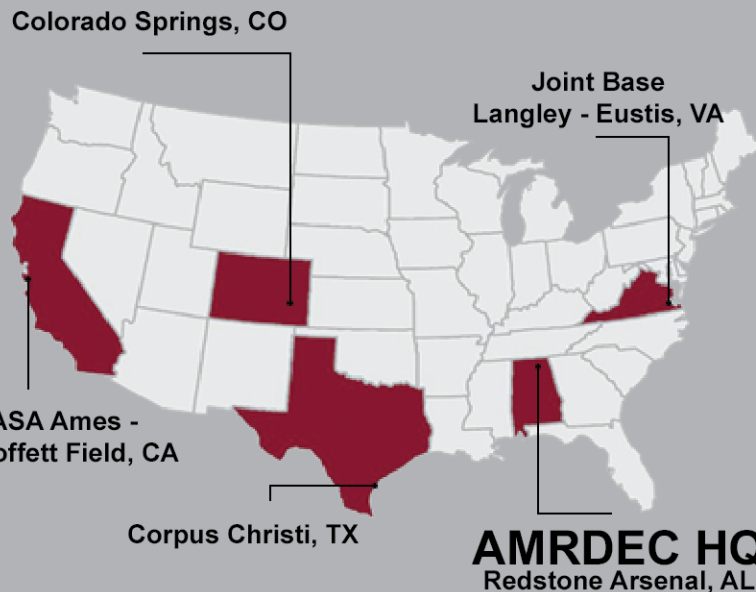 Colorado Springs, CO
Joint Base
Langley - Eustis, VA
ASA Ames -
offett Field, CA
Corpus Christi, TX
AMRDEC HQ
Redstone Arsenal, AL